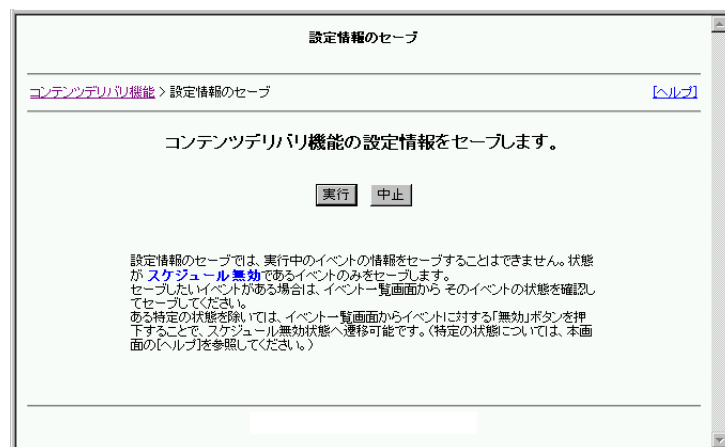 設定情報のセーブ
コンテンツデリバリ機能 > 設定情報のセーブ [ヘルプ]
コンテンツデリバリ機能の設定情報をセーブします。
実行 中止
設定情報のセーブでは、実行中のイベントの情報をセーブすることはできません。状態
が スケジュール無効であるイベントのみをセーブします。
セーブしたいイベントがある場合は、イベント一覧画面から そのイベントの状態を確認し
てセーブしてください。
ある特定の状態を除いては、イベント一覧画面からイベントに対する「無効」ボタンを押
下することで、スケジュール無効状態へ遷移可能です。(特定の状態については、本画
面の[ヘルプ]を参照してください。)